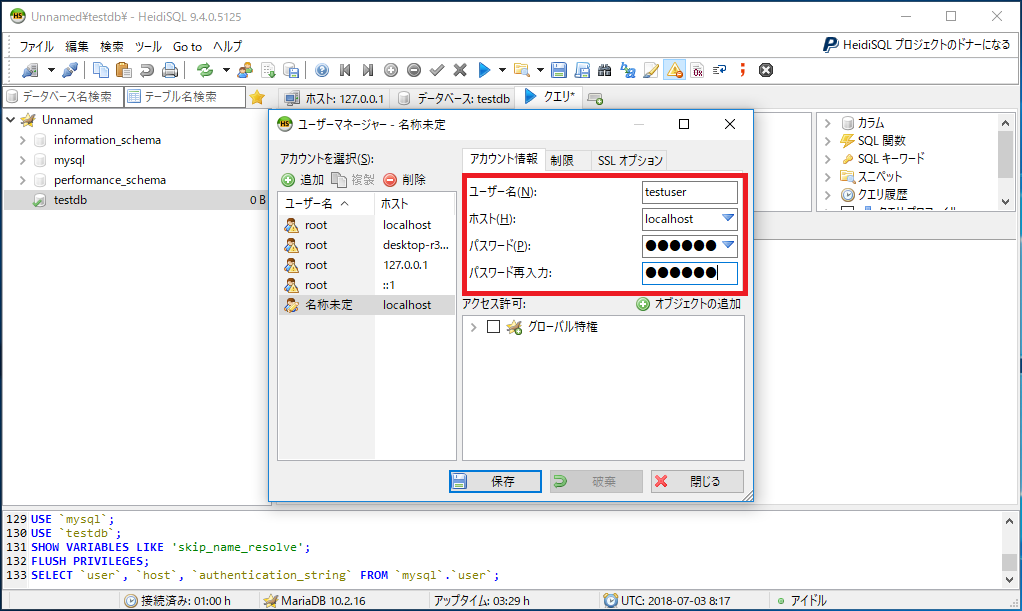 Unnamed¥testdb¥ - HeidiSQL 9.4.0.5125
ファイル 編集 検索 ツール Go to ヘルプ
HeidiSQL プロジェクトのドナーになる
データベース名検索 テーブル名検索 ホスト: 127.0.0.1 データベース: testdb クエリ*
Unnamed
information_schema
mysql
performance_schema
testdb 0 B
カラム
SQL 関数
SQL キーワード
スニペット
クエリ履歴
ユーザーマネージャー - 名称未定
アカウントを選択(S):
追加 複製 削除
ユーザー名 ホスト
root localhost
root desktop-r3...
root 127.0.0.1
root ::1
名称未定 localhost
アカウント情報 制限 SSL オプション
ユーザー名(N): testuser
ホスト(H): localhost
パスワード(P): ●●●●●●
パスワード再入力: ●●●●●●
アクセス許可: オブジェクトの追加
グローバル特権
保存 破棄 閉じる
129 USE `mysql`;
130 USE `testdb`;
131 SHOW VARIABLES LIKE 'skip_name_resolve';
132 FLUSH PRIVILEGES;
133 SELECT `user`, `host`, `authentication_string` FROM `mysql`.`user`;
接続済み: 01:00 h MariaDB 10.2.16 アップタイム: 03:29 h UTC: 2018-07-03 8:17 アイドル